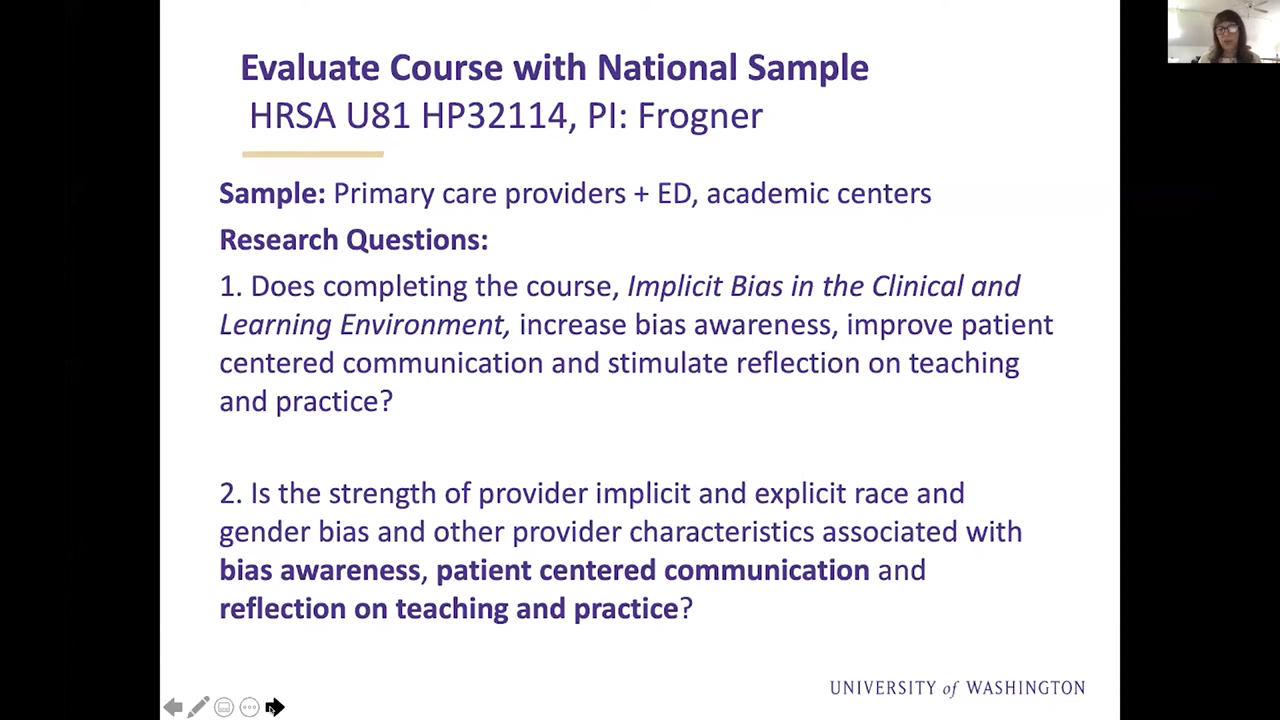 Evaluate Course with National Sample
HRSA U81 HP32114, PI: Frogner
Sample: Primary care providers + ED, academic centers
Research Questions:
1. Does completing the course, Implicit Bias in the Clinical and
Learning Environment, increase bias awareness, improve patient
centered communication and stimulate reflection on teaching
and practice?
2. Is the strength of provider implicit and explicit race and
gender bias and other provider characteristics associated with
bias awareness, patient centered communication and
reflection on teaching and practice?
UNIVERSITY of WASHINGTON